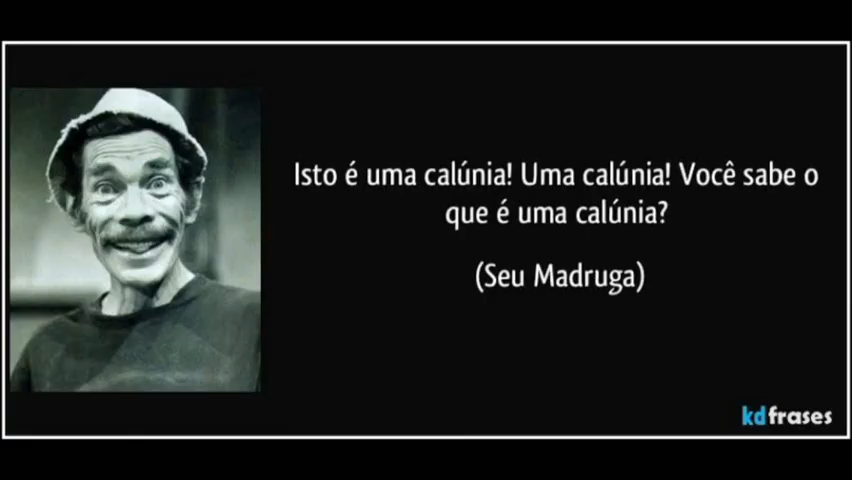 Isto é uma calúnia! Uma calúnia! Você sabe o
que é uma calúnia?
(Seu Madruga)
kdfrases